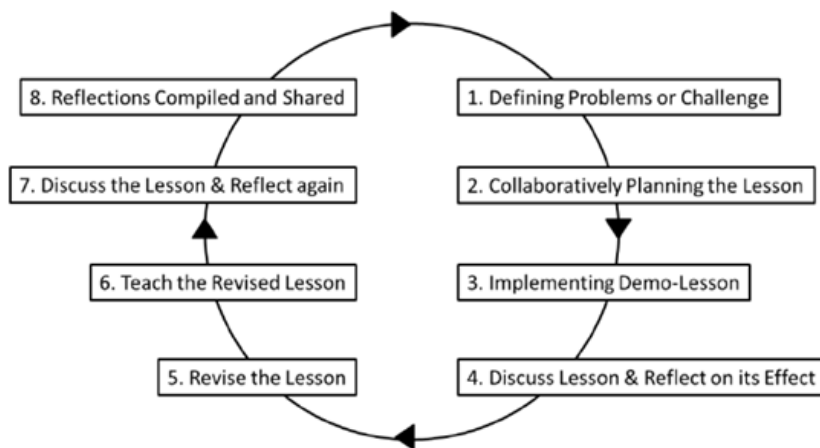 1. Defining Problems or Challenge
2. Collaboratively Planning the Lesson
3. Implementing Demo-Lesson
4. Discuss Lesson & Reflect on its Effect
5. Revise the Lesson
6. Teach the Revised Lesson
7. Discuss the Lesson & Reflect again
8. Reflections Compiled and Shared